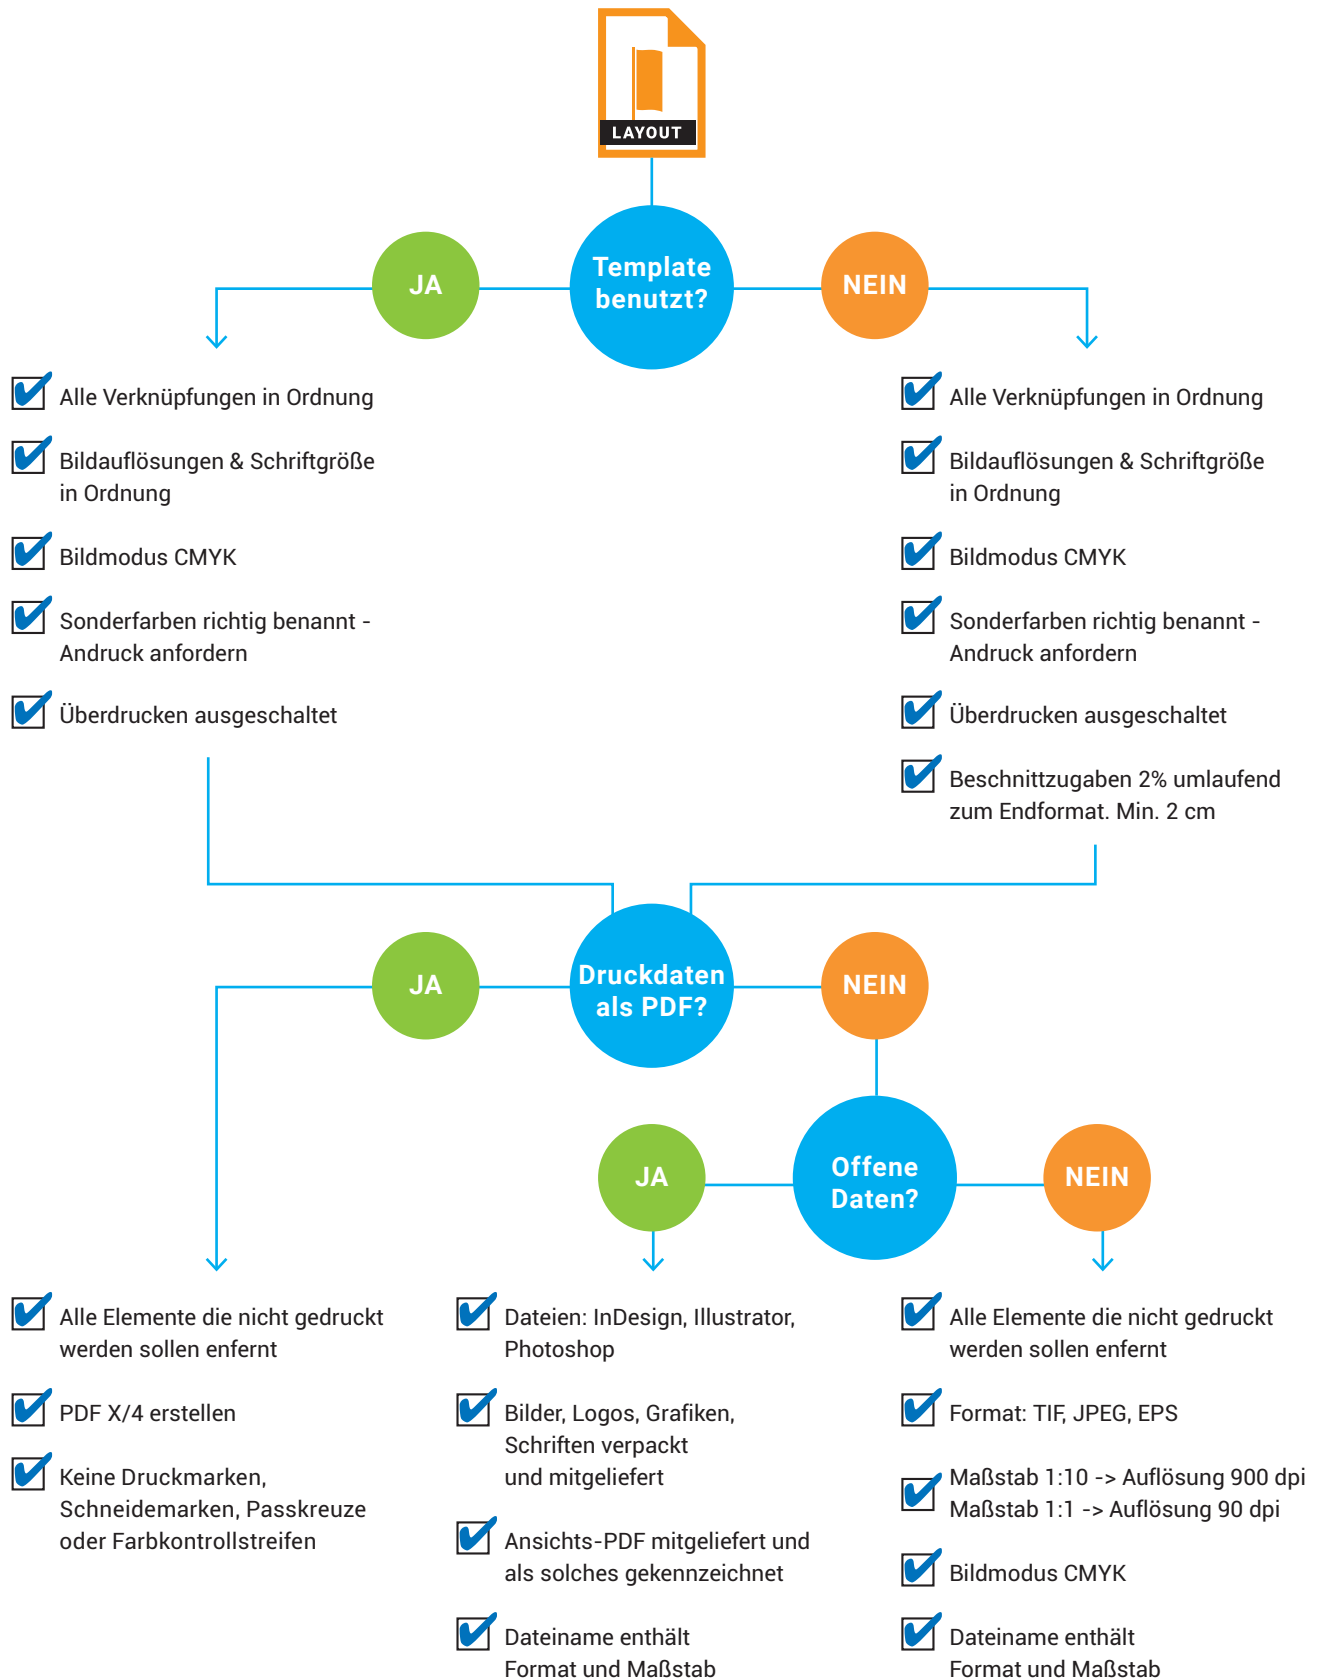 LAYOUT
Template
benutzt?
JA
NEIN
Alle Verknüpfungen in Ordnung
Bildauflösungen & Schriftgröße
in Ordnung
Bildmodus CMYK
Sonderfarben richtig benannt -
Andruck anfordern
Überdrucken ausgeschaltet
Alle Verknüpfungen in Ordnung
Bildauflösungen & Schriftgröße
in Ordnung
Bildmodus CMYK
Sonderfarben richtig benannt -
Andruck anfordern
Überdrucken ausgeschaltet
Beschnittzugaben 2% umlaufend
zum Endformat. Min. 2 cm
Druckdaten
als PDF?
JA
NEIN
Offene
Daten?
JA
NEIN
Alle Elemente die nicht gedruckt
werden sollen enfernt
PDF X/4 erstellen
Keine Druckmarken,
Schneidemarken, Passkreuze
oder Farbkontrollstreifen
Dateien: InDesign, Illustrator,
Photoshop
Bilder, Logos, Grafiken,
Schriften verpackt
und mitgeliefert
Ansichts-PDF mitgeliefert und
als solches gekennzeichnet
Dateiname enthält
Format und Maßstab
Alle Elemente die nicht gedruckt
werden sollen enfernt
Format: TIF, JPEG, EPS
Maßstab 1:10 -> Auflösung 900 dpi
Maßstab 1:1 -> Auflösung 90 dpi
Bildmodus CMYK
Dateiname enthält
Format und Maßstab